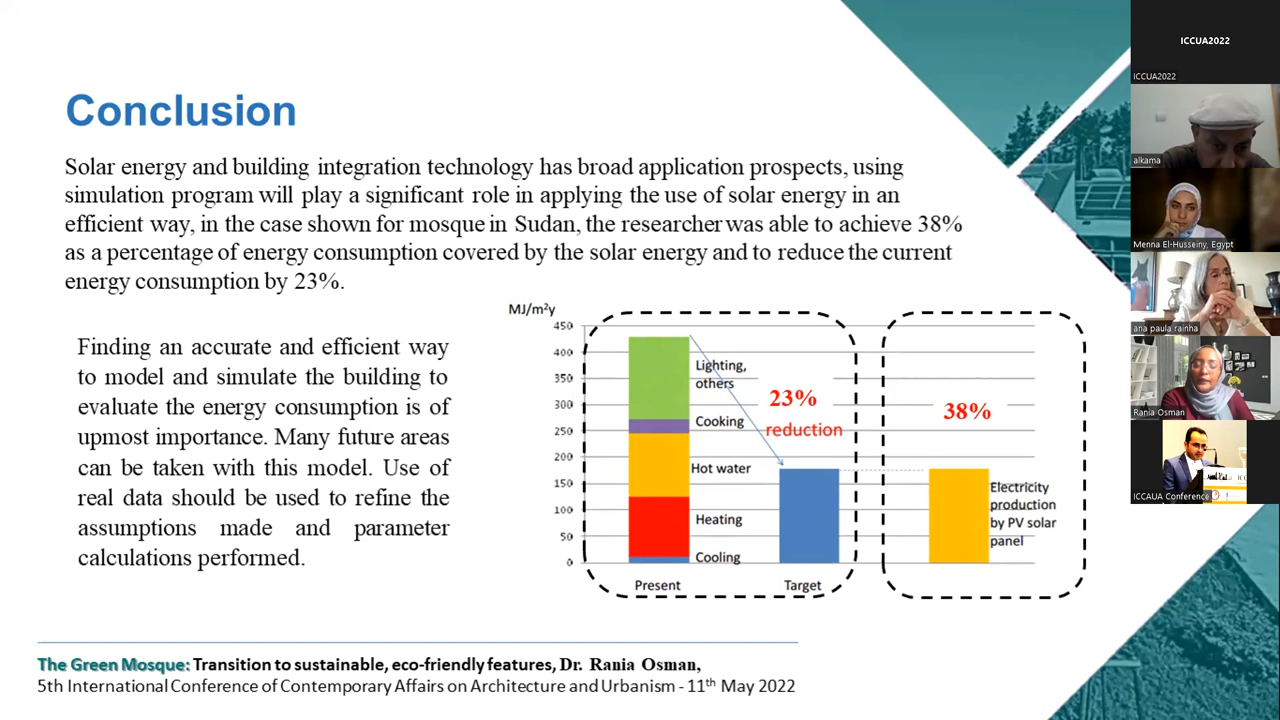 Conclusion
Solar energy and building integration technology has broad application prospects, using
simulation program will play a significant role in applying the use of solar energy in an
efficient way, in the case shown for mosque in Sudan, the researcher was able to achieve 38%
as a percentage of energy consumption covered by the solar energy and to reduce the current
energy consumption by 23%.
Finding an accurate and efficient way
to model and simulate the building to
evaluate the energy consumption is of
upmost importance. Many future areas
can be taken with this model. Use of
real data should be used to refine the
assumptions made and parameter
calculations performed.
MJ/m²y
450
400
350
300
250
200
150
100
50
0
Lighting,
others
Cooking
Hot water
Heating
Cooling
23%
reduction
38%
Electricity
production
by PV solar
panel
Present
Target
The Green Mosque: Transition to sustainable, eco-friendly features, Dr. Rania Osman,
5th International Conference of Contemporary Affairs on Architecture and Urbanism - 11th May 2022
ICCUA2022
ICCUA2022
alkama
Menna El-Husseiny, Egypt
ana paula rainha
Rania Osman
ICCAUA Conference